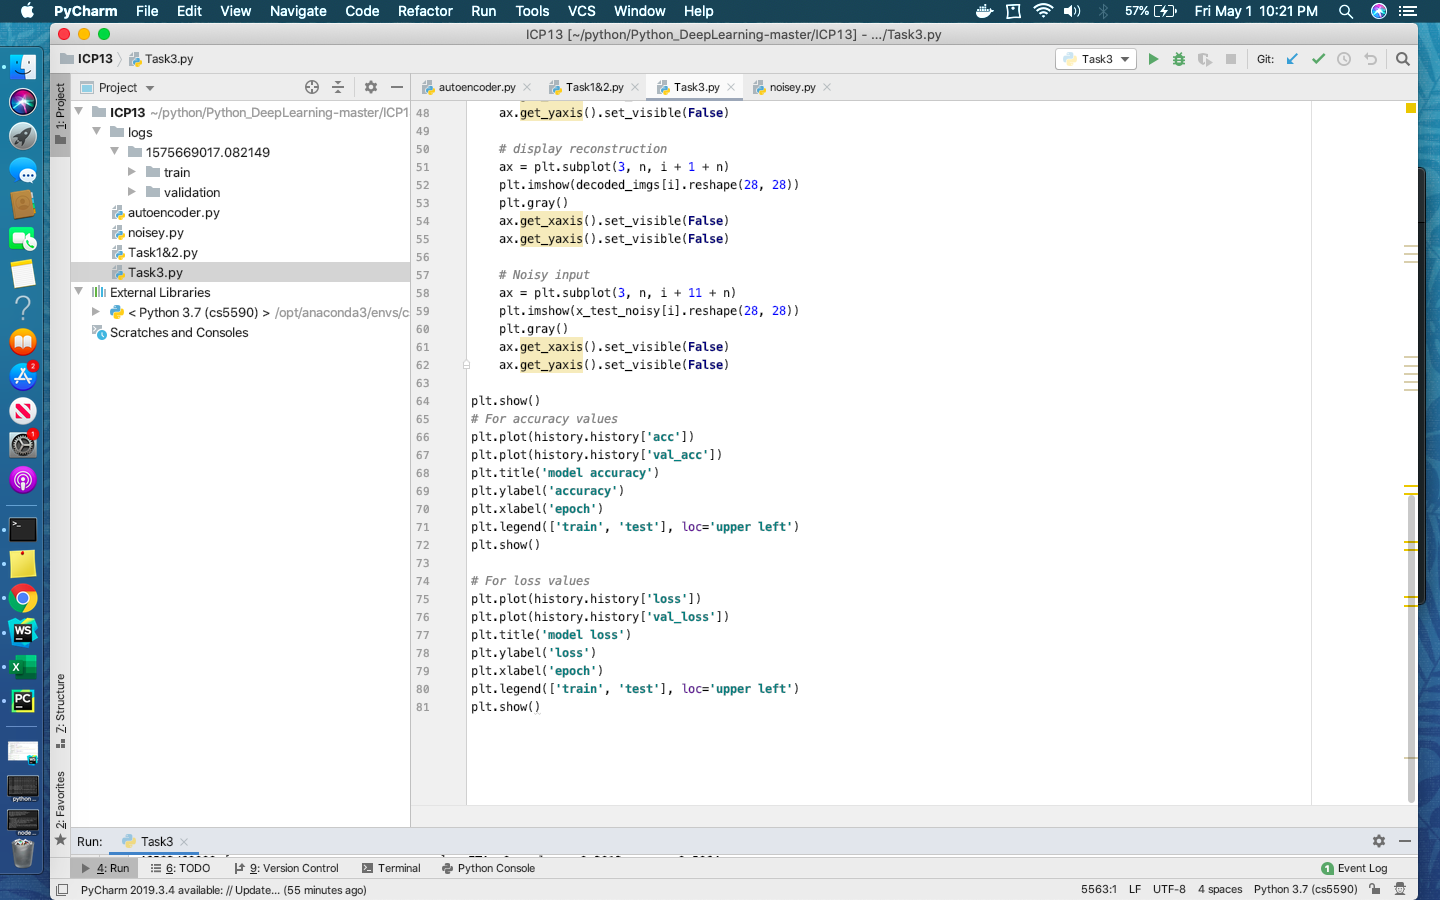 PyCharm File Edit View Navigate Code Refactor Run Tools VCS Window Help 57% Fri May 1 10:21 PM
ICP13 [~/python/Python_DeepLearning-master/ICP13] - .../Task3.py
ICP13 Task3.py Task3 Git:
1: Project
Project
autoencoder.py Task1&2.py Task3.py noisey.py
ICP13 ~/python/Python_DeepLearning-master/ICP1
logs
1575669017.082149
train
validation
autoencoder.py
noisey.py
Task1&2.py
Task3.py
External Libraries
< Python 3.7 (cs5590) > /opt/anaconda3/envs/c
Scratches and Consoles
48 ax.get_yaxis().set_visible(False)
49
50 # display reconstruction
51 ax = plt.subplot(3, n, i + 1 + n)
52 plt.imshow(decoded_imgs[i].reshape(28, 28))
53 plt.gray()
54 ax.get_xaxis().set_visible(False)
55 ax.get_yaxis().set_visible(False)
56
57 # Noisy input
58 ax = plt.subplot(3, n, i + 11 + n)
59 plt.imshow(x_test_noisy[i].reshape(28, 28))
60 plt.gray()
61 ax.get_xaxis().set_visible(False)
62 ax.get_yaxis().set_visible(False)
63
64 plt.show()
65 # For accuracy values
66 plt.plot(history.history['acc'])
67 plt.plot(history.history['val_acc'])
68 plt.title('model accuracy')
69 plt.ylabel('accuracy')
70 plt.xlabel('epoch')
71 plt.legend(['train', 'test'], loc='upper left')
72 plt.show()
73
74 # For loss values
75 plt.plot(history.history['loss'])
76 plt.plot(history.history['val_loss'])
77 plt.title('model loss')
78 plt.ylabel('loss')
79 plt.xlabel('epoch')
80 plt.legend(['train', 'test'], loc='upper left')
81 plt.show()
2
1
>_
WS
X
PC
python ...
node...
Z: Structure
2: Favorites
Run: Task3
4: Run 6: TODO 9: Version Control Terminal Python Console 1 Event Log
PyCharm 2019.3.4 available: // Update... (55 minutes ago) 5563:1 LF UTF-8 4 spaces Python 3.7 (cs5590)